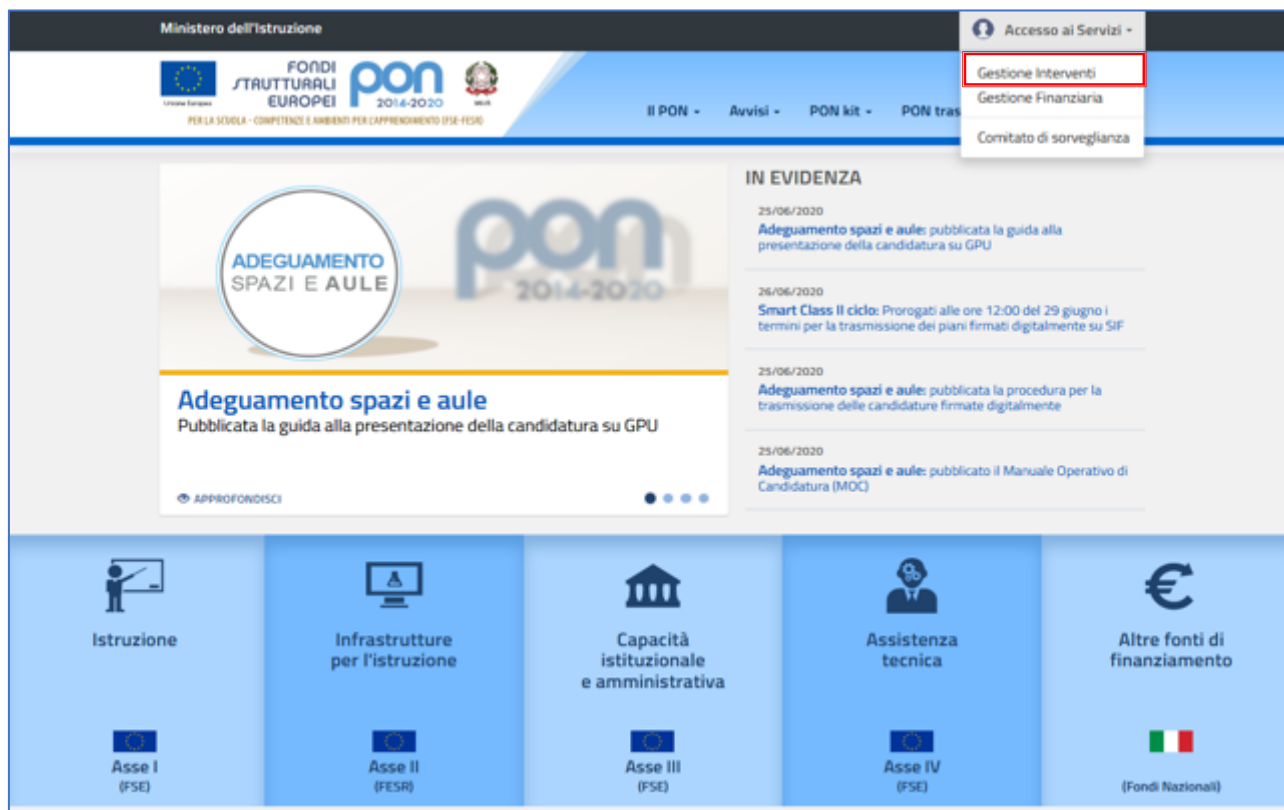 Ministero dell'Istruzione
Accesso ai Servizi
Gestione Interventi
Gestione Finanziaria
Comitato di sorveglianza
Unione Europea
FONDI
STRUTTURALI
EUROPEI
pon
2014-2020
MIUR
PER LA SCUOLA - COMPETENZE E AMBIENTI PER L'APPRENDIMENTO (FSE-FESR)
Il PON
Avvisi
PON kit
PON tras
ADEGUAMENTO
SPAZI E AULE
pon
2014-2020
Adeguamento spazi e aule
Pubblicata la guida alla presentazione della candidatura su GPU
APPROFONDISCI
IN EVIDENZA
25/06/2020
Adeguamento spazi e aule: pubblicata la guida alla
presentazione della candidatura su GPU
26/06/2020
Smart Class II ciclo: Prorogati alle ore 12:00 del 29 giugno i
termini per la trasmissione dei piani firmati digitalmente su SIF
25/06/2020
Adeguamento spazi e aule: pubblicata la procedura per la
trasmissione delle candidature firmate digitalmente
25/06/2020
Adeguamento spazi e aule: pubblicato il Manuale Operativo di
Candidatura (MOC)
Istruzione
Asse I
(FSE)
Infrastrutture
per l'istruzione
Asse II
(FESR)
Capacità
istituzionale
e amministrativa
Asse III
(FSE)
Assistenza
tecnica
Asse IV
(FSE)
Altre fonti di
finanziamento
(Fondi Nazionali)